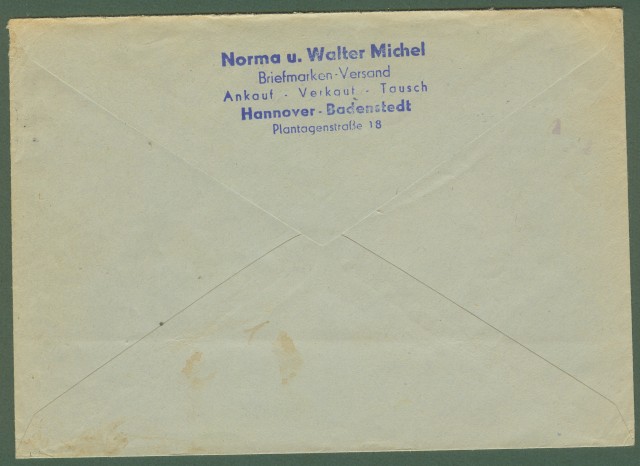 Norma u. Walter Michel
Briefmarken-Versand
Ankauf - Verkauf - Tausch
Hannover-Badenstedt
Plantagenstraße 18